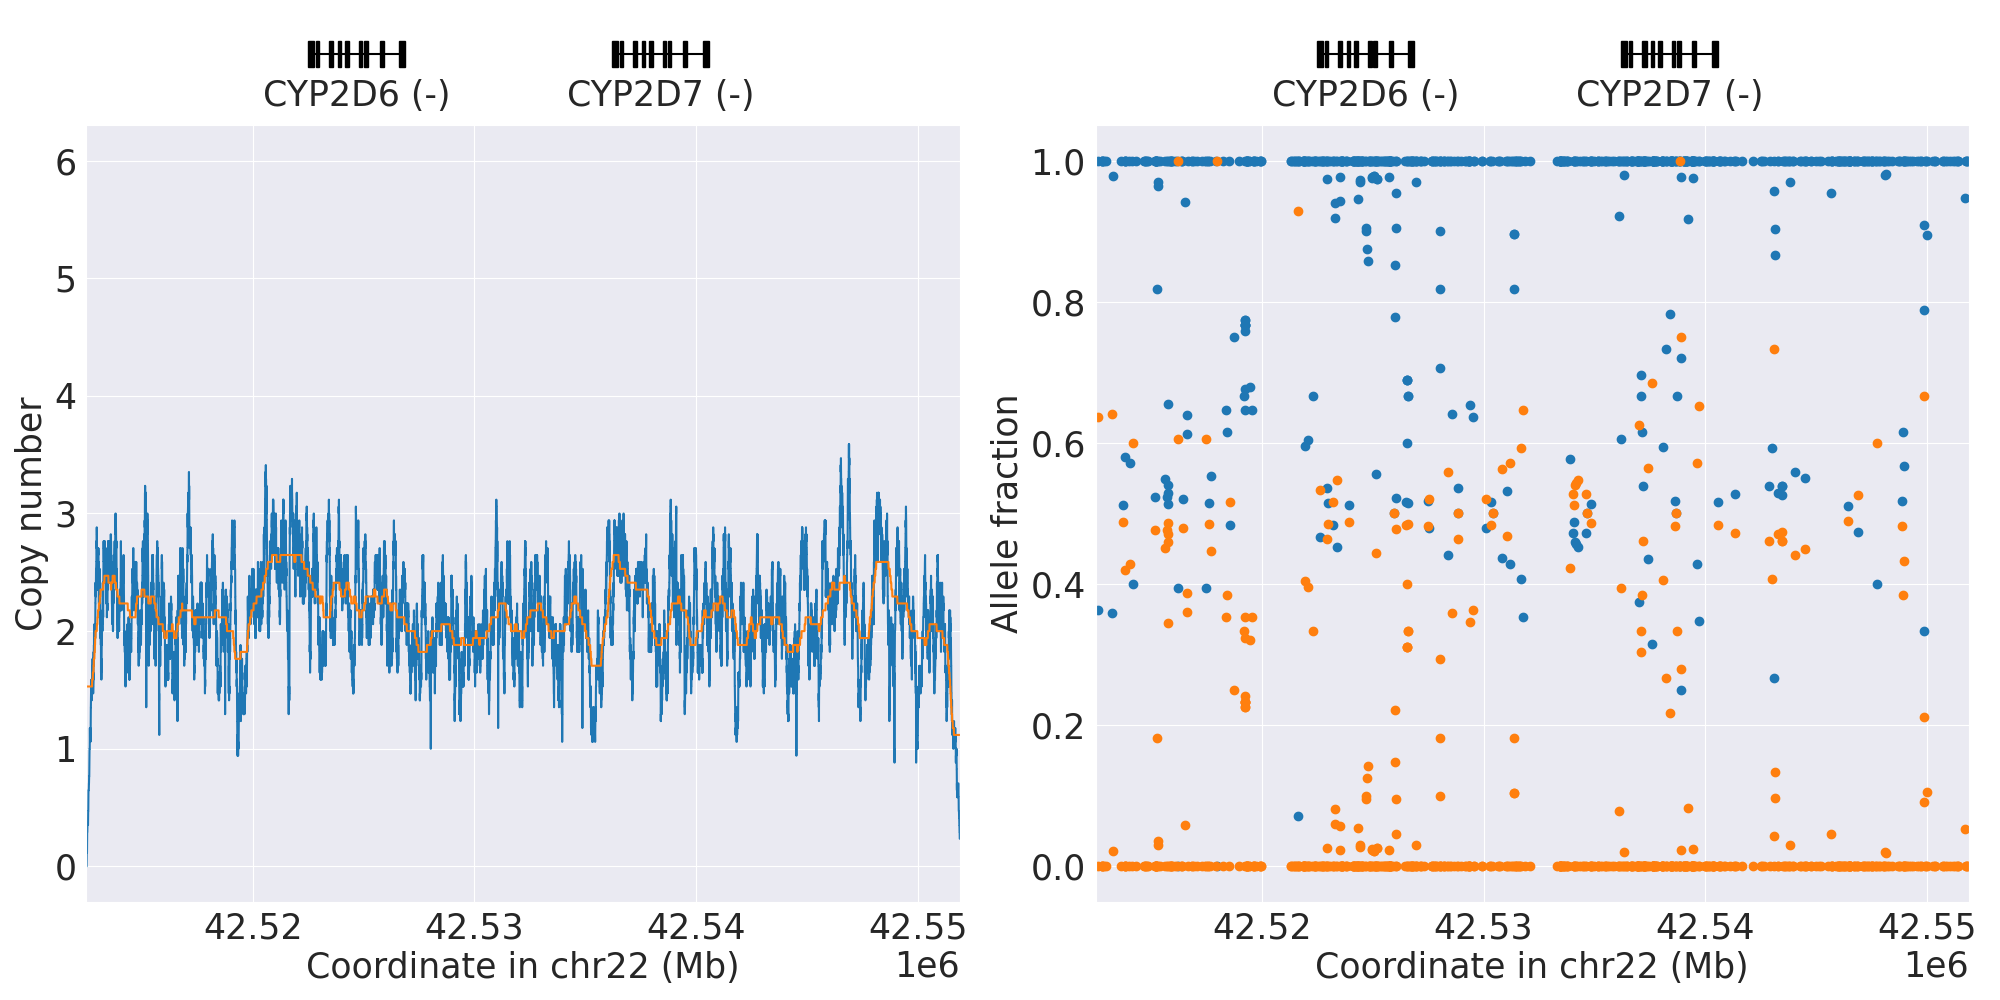 CYP2D6 (-) CYP2D7 (-)
6
5
4
3
2
1
0
Copy number
42.52 42.53 42.54 42.55
1e6
Coordinate in chr22 (Mb)
CYP2D6 (-) CYP2D7 (-)
1.0
0.8
0.6
0.4
0.2
0.0
Allele fraction
42.52 42.53 42.54 42.55
1e6
Coordinate in chr22 (Mb)